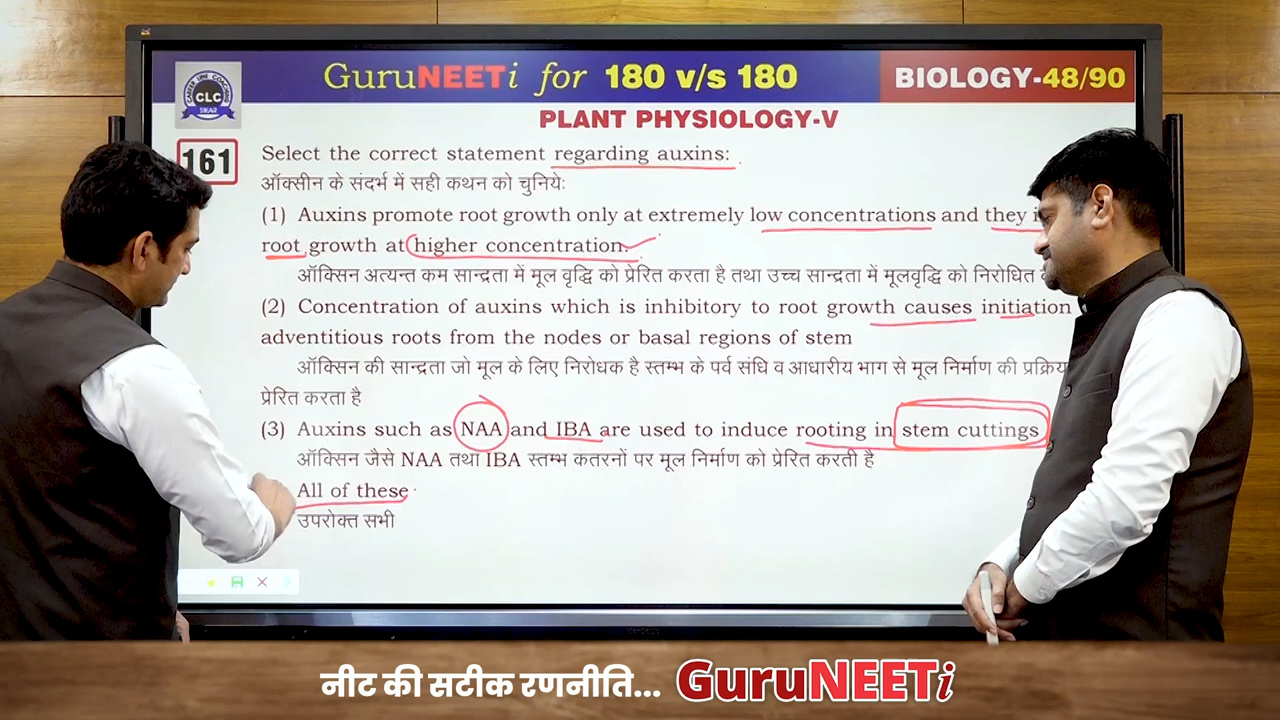 GuruNEETi for 180 v/s 180
BIOLOGY-48/90
CLC
SIKAR
PLANT PHYSIOLOGY-V
161
Select the correct statement regarding auxins:
ऑक्सीन के संदर्भ में सही कथन को चुनिये:
(1) Auxins promote root growth only at extremely low concentrations and they
root growth at higher concentration.
ऑक्सिन अत्यन्त कम सान्द्रता में मूल वृद्धि को प्रेरित करता है तथा उच्च सान्द्रता में मूलवृद्धि को निरोधित
(2) Concentration of auxins which is inhibitory to root growth causes initiation
adventitious roots from the nodes or basal regions of stem
ऑक्सिन की सान्द्रता जो मूल के लिए निरोधक है स्तम्भ के पर्व संधि व आधारीय भाग से मूल निर्माण की
प्रेरित करता है
(3) Auxins such as NAA and IBA are used to induce rooting in stem cuttings
ऑक्सिन जैसे NAA तथा IBA स्तम्भ कतरनों पर मूल निर्माण को प्रेरित करती है
All of these
उपरोक्त सभी
नीट की सटीक रणनीति... GuruNEETi